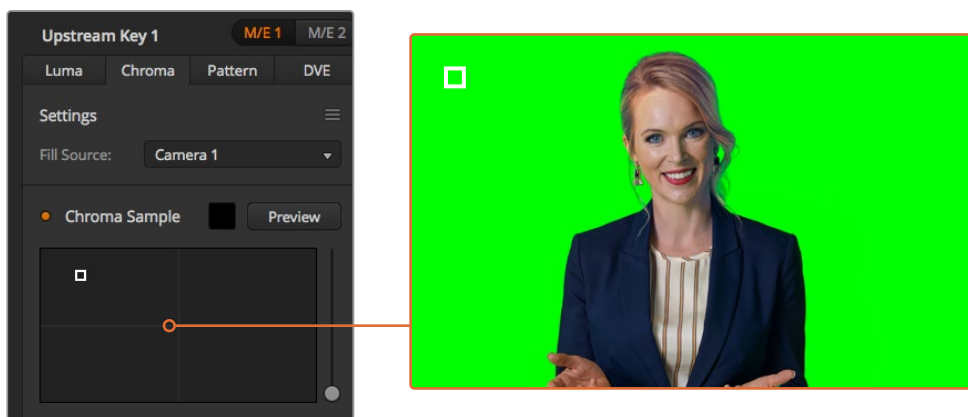 Upstream Key 1
M/E 1
M/E 2
Luma
Chroma
Pattern
DVE
Settings
Fill Source:
Camera 1
Chroma Sample
Preview